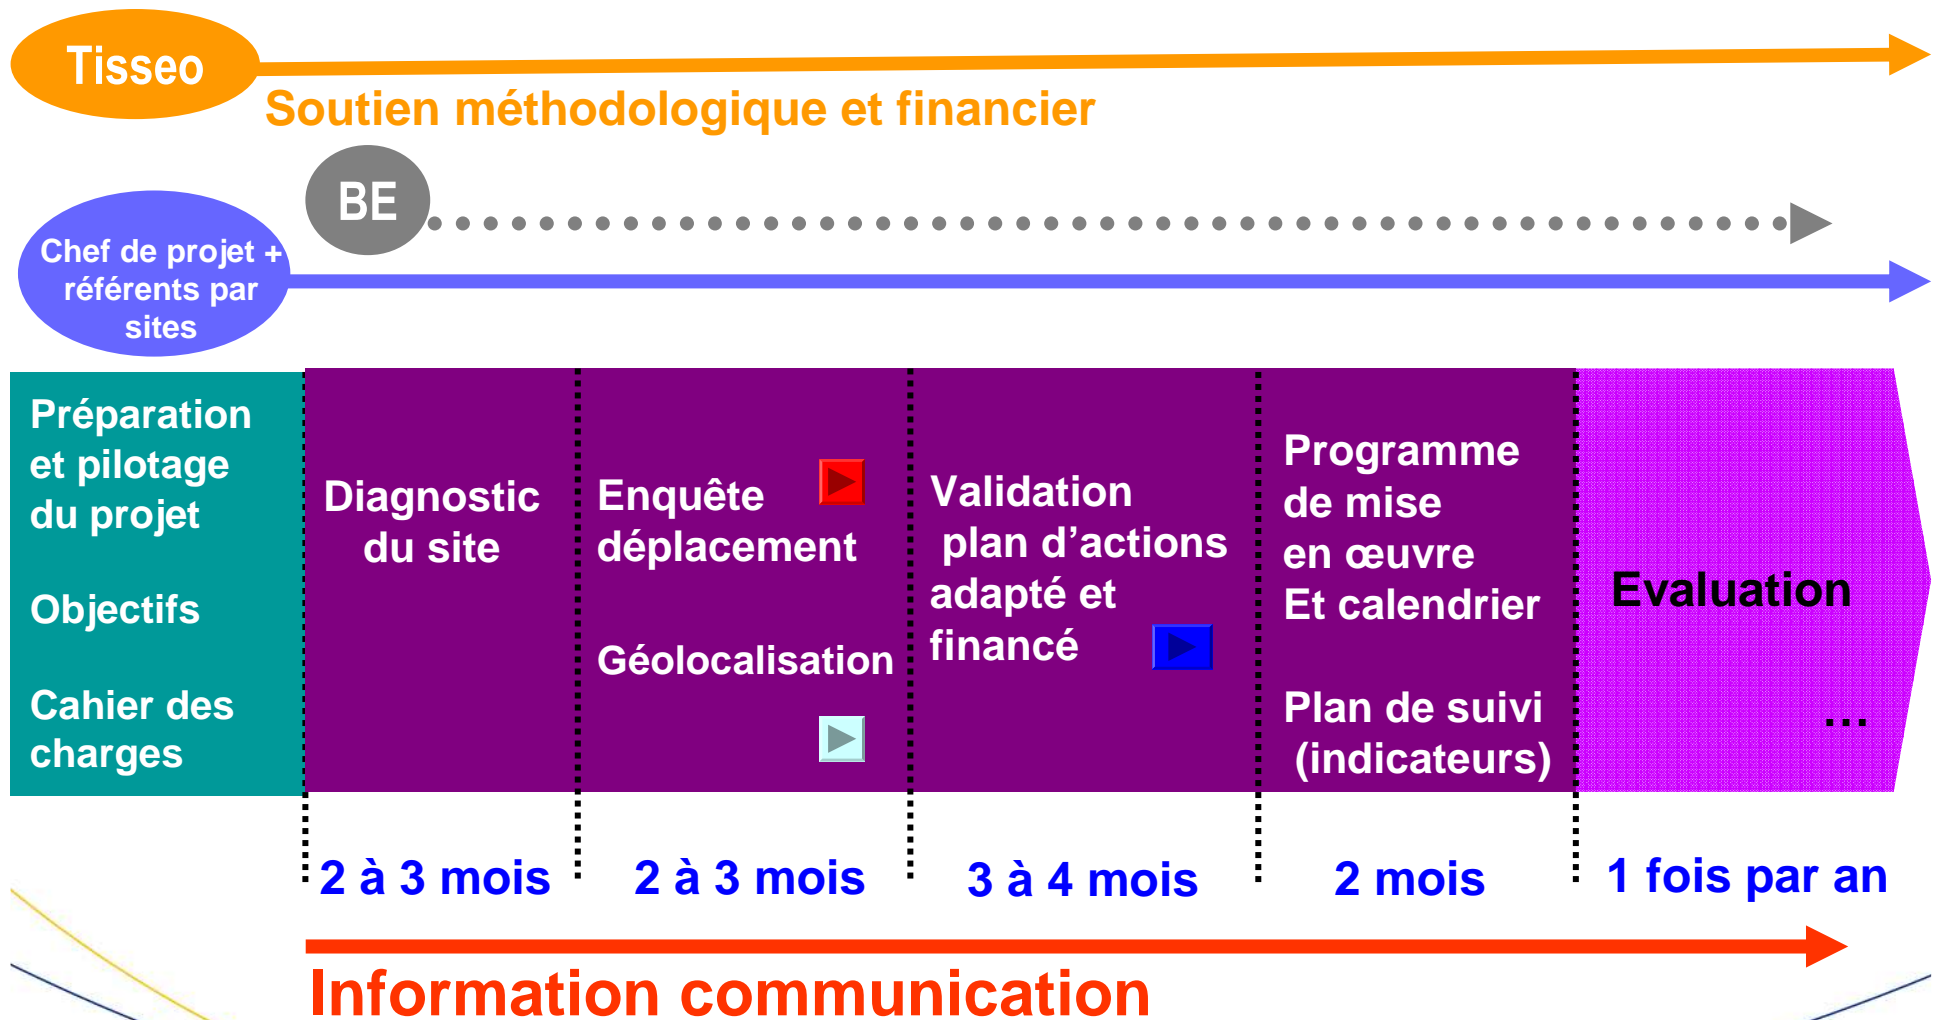 Tisseo
Soutien méthodologique et financier
BE
Chef de projet +
référents par
sites
Préparation
et pilotage
du projet
Objectifs
Cahier des
charges
Diagnostic
du site
Enquête
déplacement
Géolocalisation
Validation
plan d’actions
adapté et
financé
Programme
de mise
en œuvre
Et calendrier
Plan de suivi
(indicateurs)
Evaluation
...
2 à 3 mois
2 à 3 mois
3 à 4 mois
2 mois
1 fois par an
Information communication